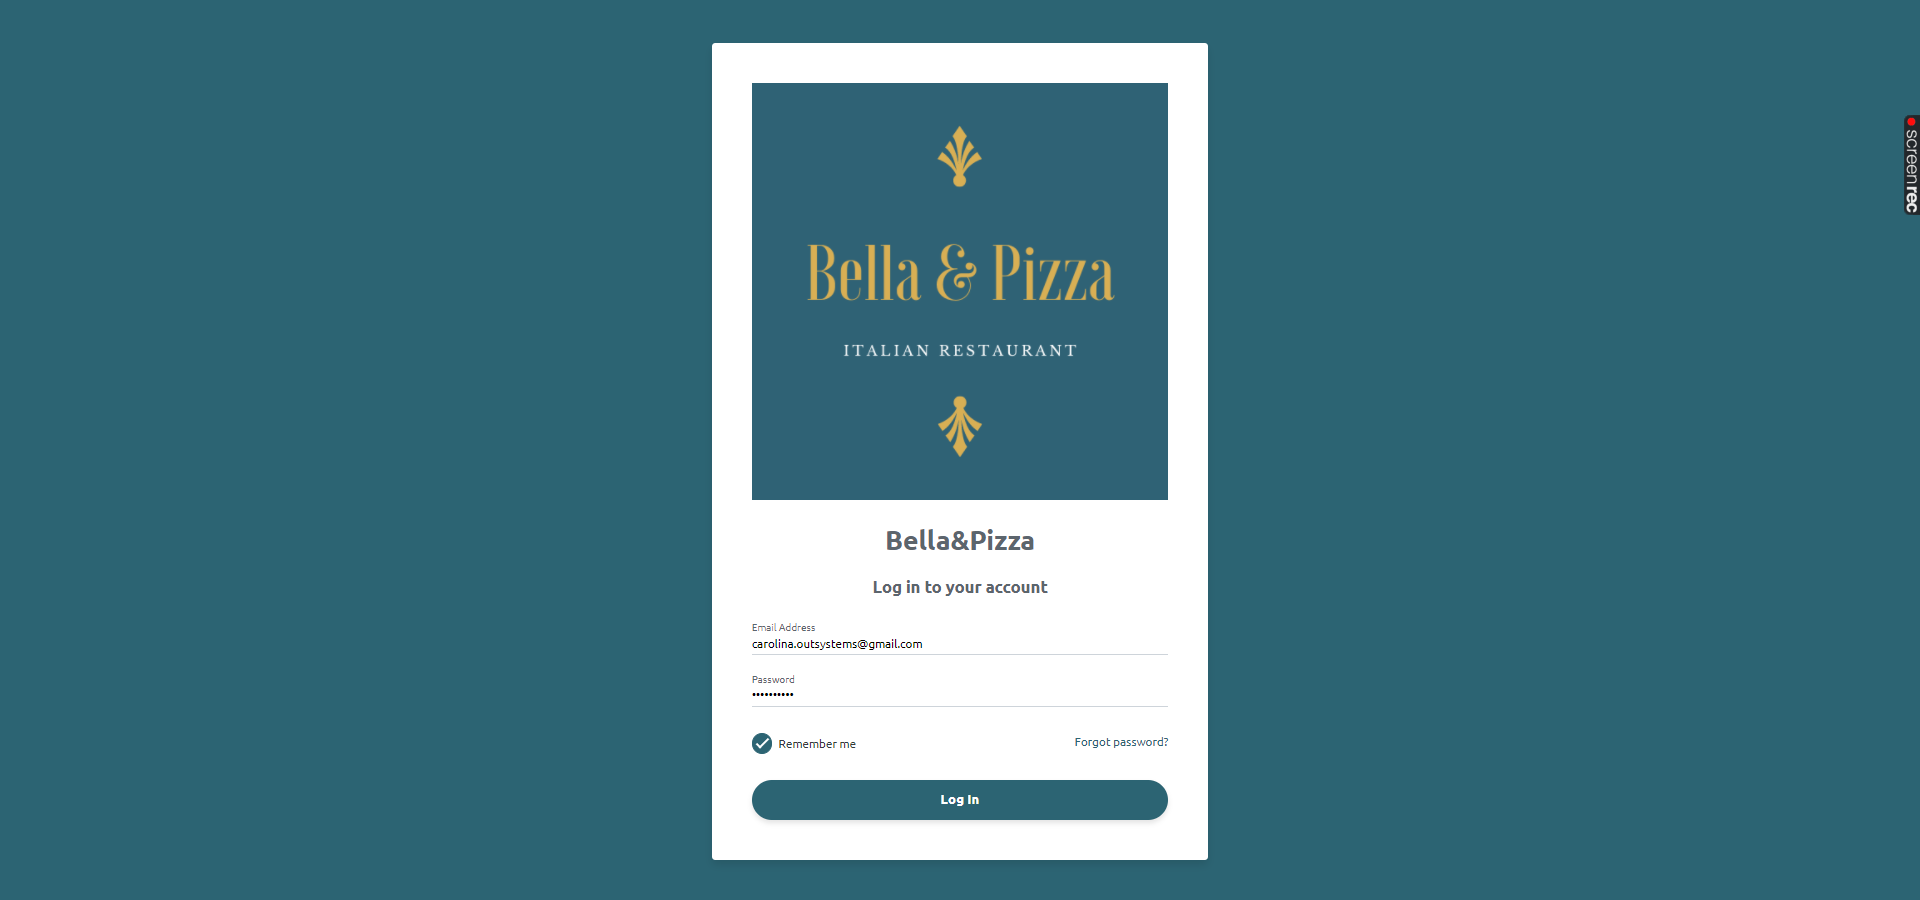 Bella & Pizza
ITALIAN RESTAURANT
Bella&Pizza
Log in to your account
Email Address
carolina.outsystems@gmail.com
Password
••••••••••
Remember me
Forgot password?
Log In
screenrec